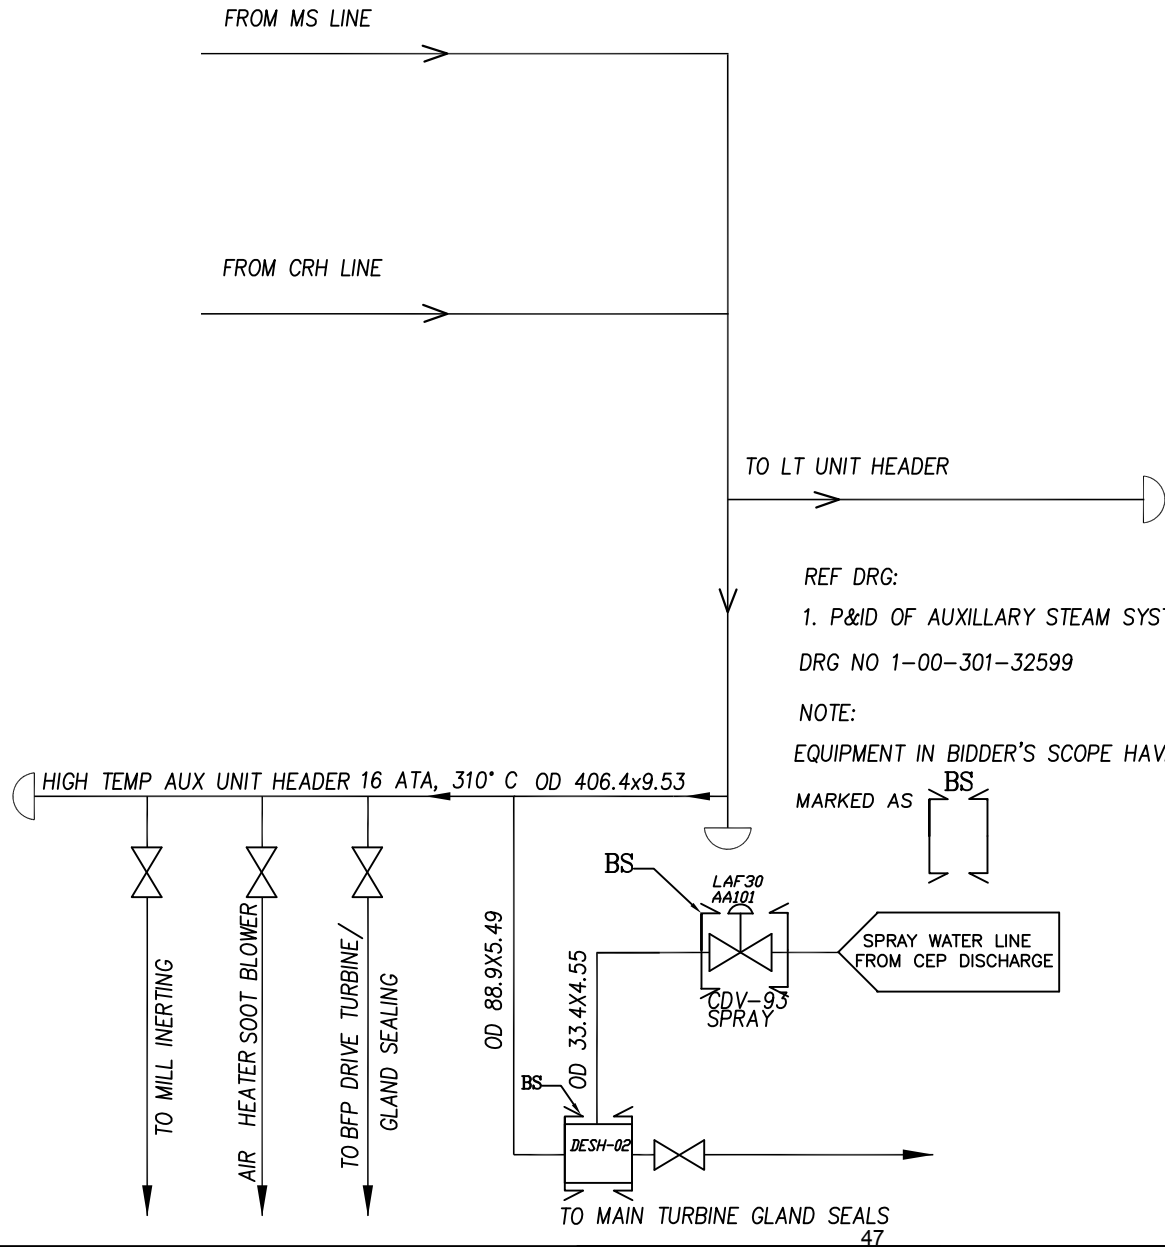 FROM MS LINE
FROM CRH LINE
TO LT UNIT HEADER
REF DRG:
1. P&ID OF AUXILLARY STEAM SYST
DRG NO 1-00-301-32599
NOTE:
EQUIPMENT IN BIDDER'S SCOPE HAV
MARKED AS
BS
HIGH TEMP AUX UNIT HEADER 16 ATA, 310° C OD 406.4x9.53
BS
LAF30
AA101
SPRAY WATER LINE
FROM CEP DISCHARGE
CDV-93
SPRAY
OD 88.9X5.49
OD 33.4X4.55
TO MILL INERTING
AIR HEATER SOOT BLOWER
TO BFP DRIVE TURBINE/
GLAND SEALING
BS
DESH-02
TO MAIN TURBINE GLAND SEALS
47